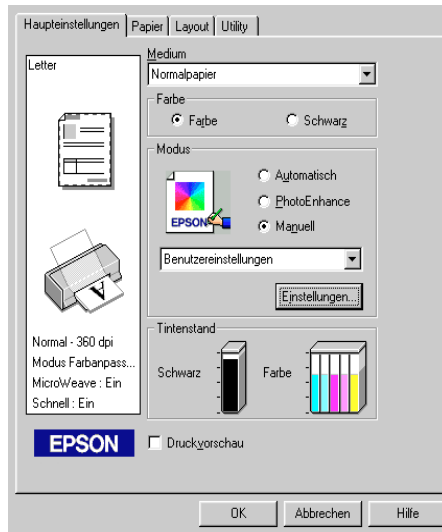 Haupteinstellungen Papier Layout Utility
Letter
Medium
Normalpapier
Farbe
Farbe Schwarz
Modus
EPSON
Automatisch
PhotoEnhance
Manuell
Benutzereinstellungen
Einstellungen...
Normal - 360 dpi
Modus Farbanpass...
MicroWeave : Ein
Schnell : Ein
Tintenstand
Schwarz Farbe
EPSON
Druckvorschau
OK Abbrechen Hilfe